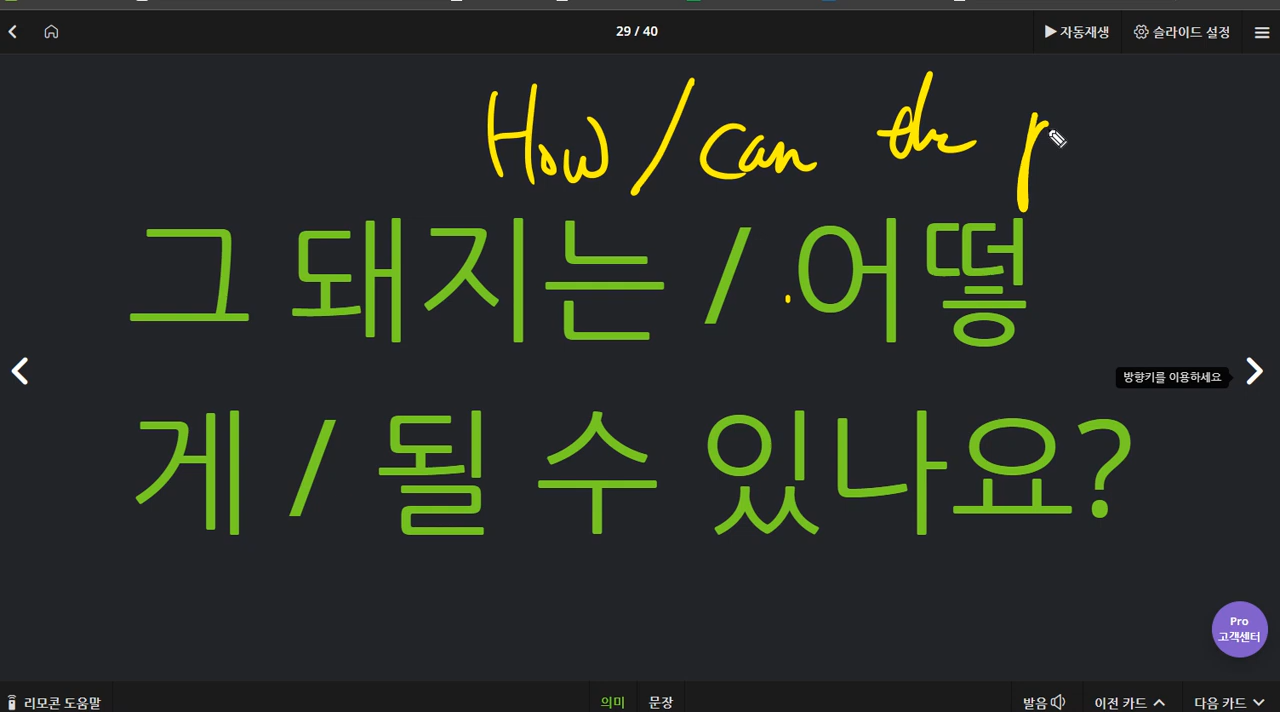 29 / 40
자동재생
슬라이드 설정
How / can the p
그 돼지는 / 어떻
게 / 될 수 있나요?
방향키를 이용하세요
Pro
고객센터
리모콘 도움말
의미
문장
발음
이전 카드
다음 카드